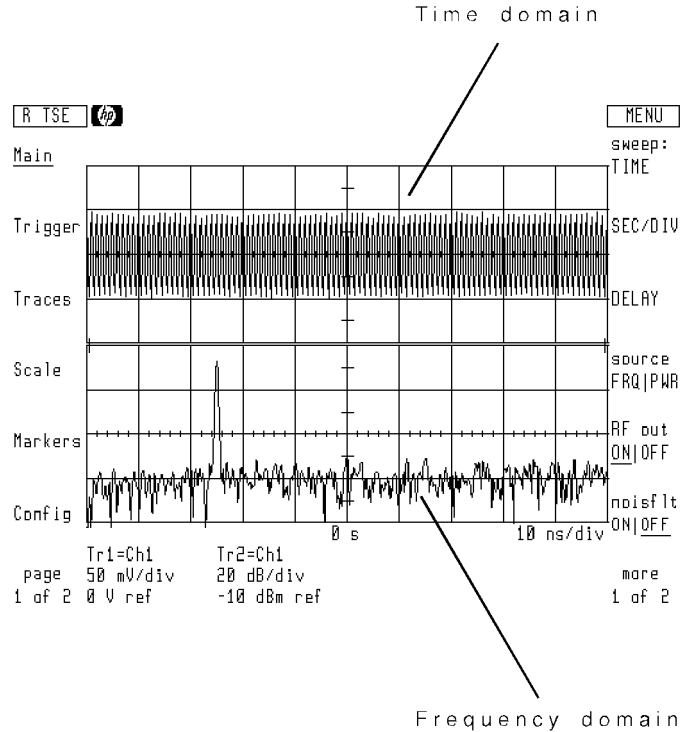 Time domain
R TSE hp MENU
Main
sweep:
TIME
Trigger
SEC/DIV
Traces
DELAY
Scale
source
FRQ|PWR
Markers
RF out
ON|OFF
Config
noisflt
ON|OFF
0 s 10 ns/div
Tr1=Ch1 Tr2=Ch1
page 50 mV/div 20 dB/div more
1 of 2 0 V ref -10 dBm ref 1 of 2
Frequency domain